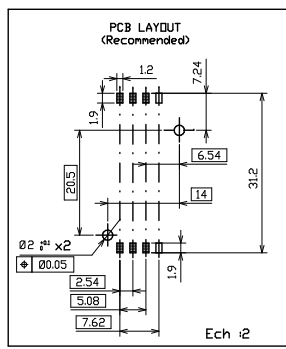 PCB LAYOUT
(Recommended)
1.2
7.24
1.9
6.54
20.5
31.2
14
Ø2 +0.1 0 x2
⌖ Ø0.05
2.54
1.9
5.08
7.62
Ech :2